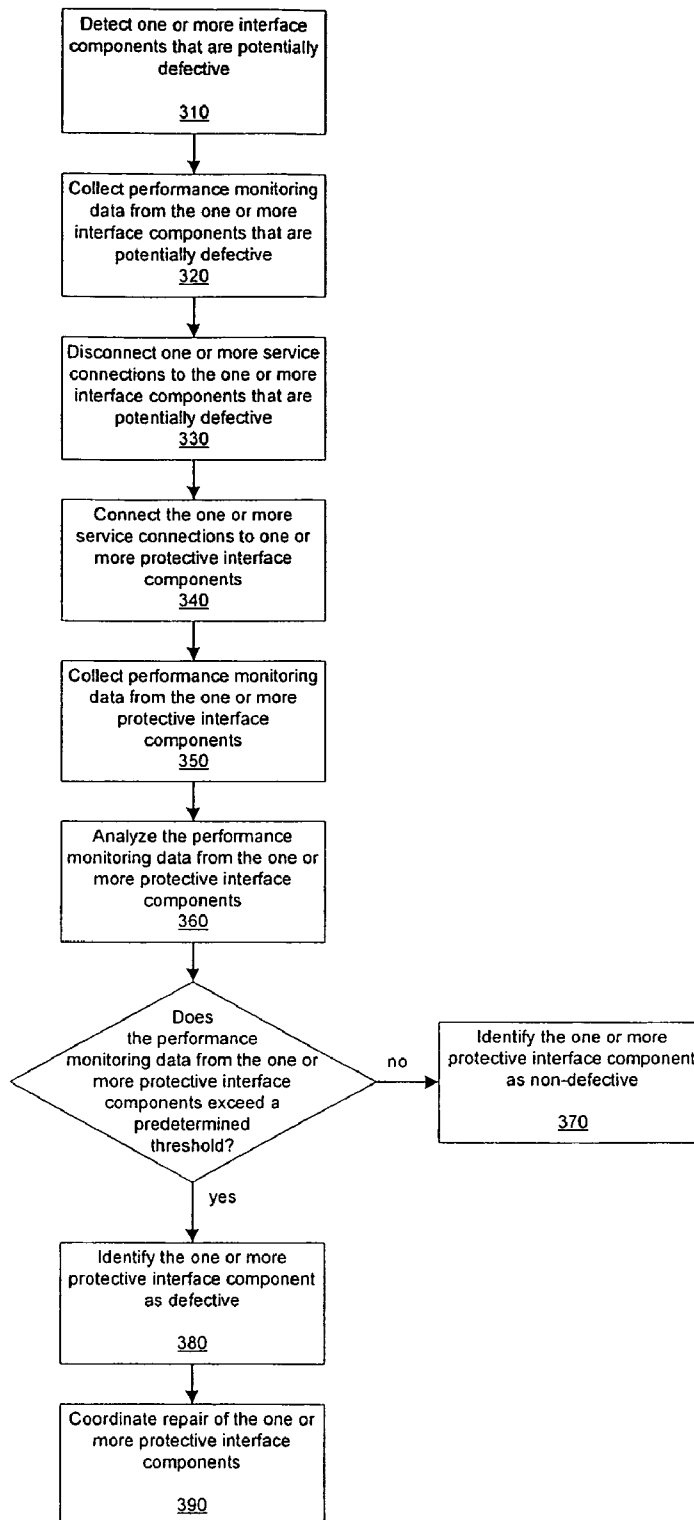 Detect one or more interface
components that are potentially
defective
310
Collect performance monitoring
data from the one or more
interface components that are
potentially defective
320
Disconnect one or more service
connections to the one or more
interface components that are
potentially defective
330
Connect the one or more
service connections to one or
more protective interface
components
340
Collect performance monitoring
data from the one or more
protective interface
components
350
Analyze the performance
monitoring data from the one or
more protective interface
components
360
Does
the performance
monitoring data from the one or
more protective interface
components exceed a
predetermined
threshold?
no
Identify the one or more
protective interface component
as non-defective
370
yes
Identify the one or more
protective interface component
as defective
380
Coordinate repair of the one or
more protective interface
components
390